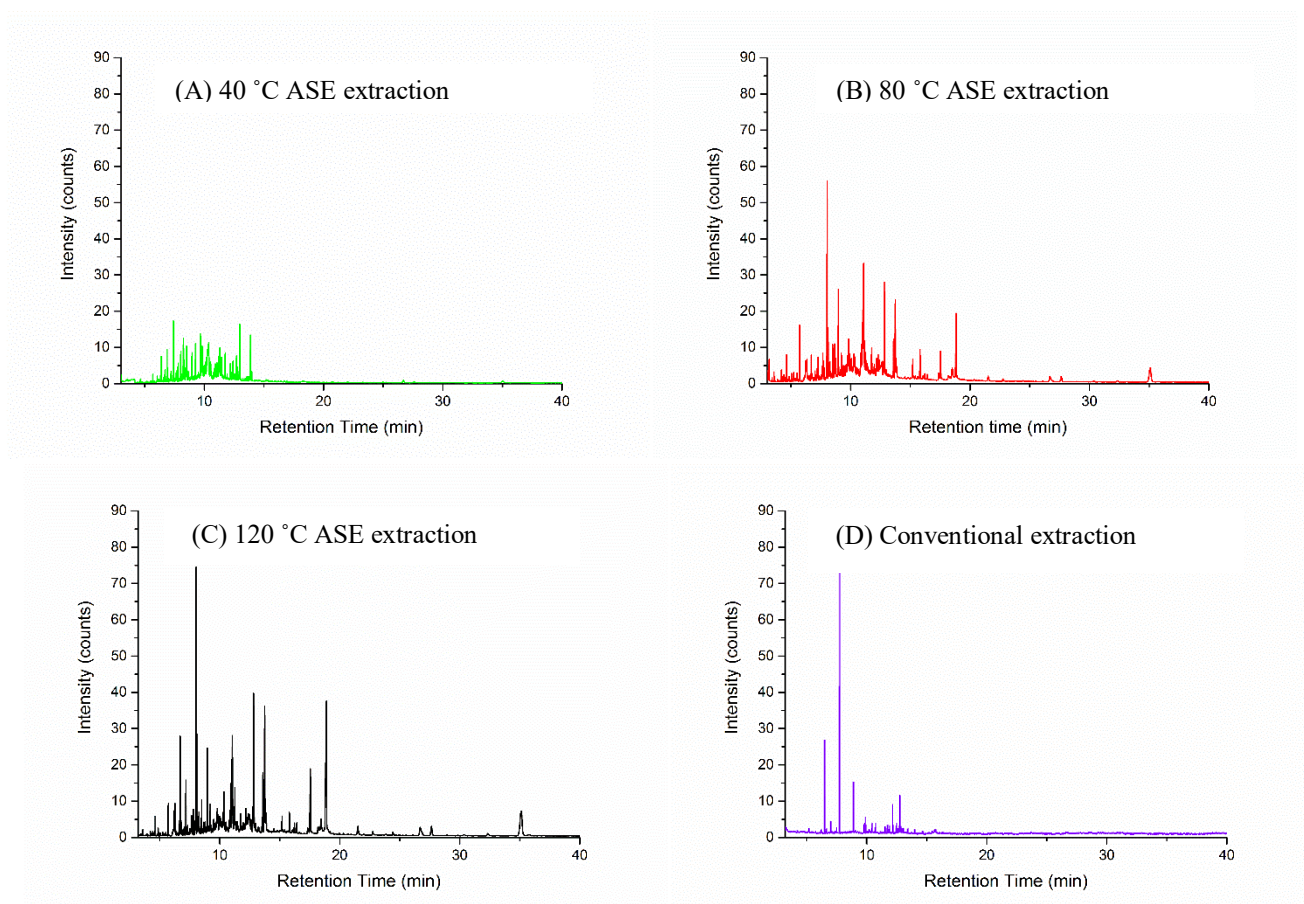 (A) 40 ˚C ASE extraction
90
80
70
60
50
40
30
20
10
0
Intensity (counts)
10 20 30 40
Retention Time (min)
(B) 80 ˚C ASE extraction
90
80
70
60
50
40
30
20
10
0
Intensity (counts)
10 20 30 40
Retention time (min)
(C) 120 ˚C ASE extraction
90
80
70
60
50
40
30
20
10
0
Intensity (counts)
10 20 30 40
Retention Time (min)
(D) Conventional extraction
90
80
70
60
50
40
30
20
10
0
Intensity (counts)
10 20 30 40
Retention Time (min)